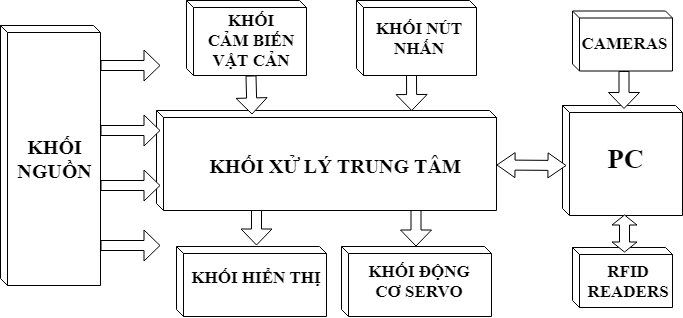 KHỐI
CẢM BIẾN
VẬT CẢN
KHỐI NÚT
NHẤN
CAMERAS
KHỐI
NGUỒN
KHỐI XỬ LÝ TRUNG TÂM
PC
KHỐI HIỂN THỊ
KHỐI ĐỘNG
CƠ SERVO
RFID
READERS